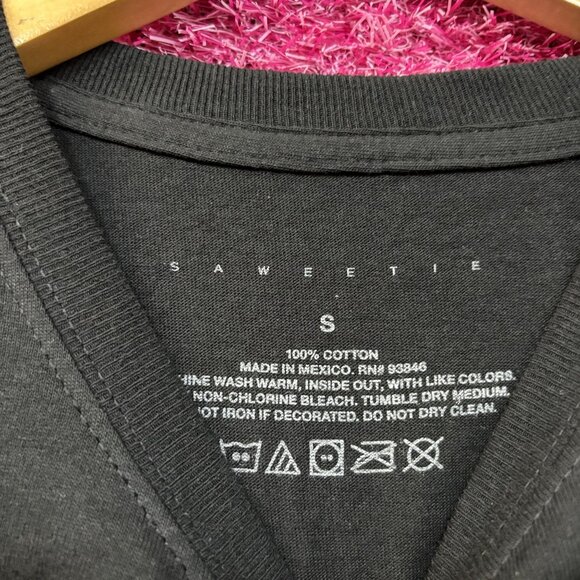 SAWEETIE
S
100% COTTON
MADE IN MEXICO. RN# 93846
WASH WARM, INSIDE OUT, WITH LIKE COLORS.
NON-CHLORINE BLEACH. TUMBLE DRY MEDIUM.
IRON IF DECORATED. DO NOT DRY CLEAN.